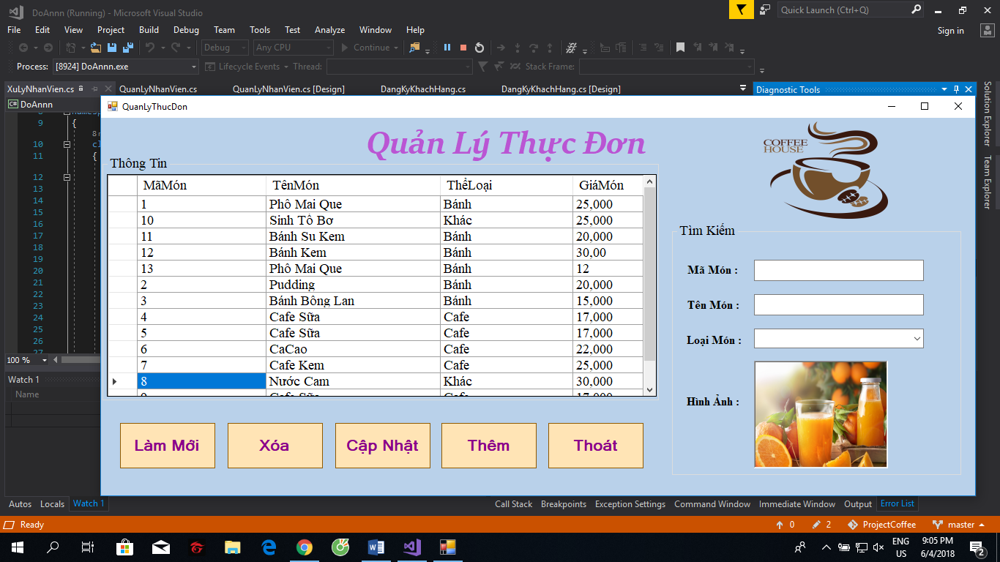 DoAnnn (Running) - Microsoft Visual Studio
Quick Launch (Ctrl+Q)
File Edit View Project Build Debug Team Tools Test Analyze Window Help
Sign in
Debug Any CPU Continue
Process: [8924] DoAnnn.exe Lifecycle Events Thread: Stack Frame:
XuLyNhanVien.cs QuanLyNhanVien.cs QuanLyNhanVien.cs [Design] DangKyKhachHang.cs DangKyKhachHang.cs [Design]
Diagnostic Tools
Solution Explorer
Team Explorer
C# DoAnnn
QuanLyThucDon
9 {
10
11 {
12
13
14
15
16
17
18
19
20
21
22
23
24
25
26
27
100 %
Watch 1
Name
Quản Lý Thực Đơn
COFFEE
HOUSE
Thông Tin
MãMón TênMón ThểLoại GiáMón
1 Phô Mai Que Bánh 25,000
10 Sinh Tố Bơ Khác 25,000
11 Bánh Su Kem Bánh 20,000
12 Bánh Kem Bánh 30,00
13 Phô Mai Que Bánh 12
2 Pudding Bánh 20,000
3 Bánh Bông Lan Bánh 15,000
4 Cafe Sữa Cafe 17,000
5 Cafe Sữa Cafe 17,000
6 CaCao Cafe 22,000
7 Cafe Kem Cafe 25,000
8 Nước Cam Khác 30,000
9 Cafe Sữa Cafe 17,000
Tìm Kiếm
Mã Món :
Tên Món :
Loại Món :
Hình Ảnh :
Làm Mới Xóa Cập Nhật Thêm Thoát
Autos Locals Watch 1
Call Stack Breakpoints Exception Settings Command Window Immediate Window Output Error List
Ready
0 2 ProjectCoffee master
ENG
US
9:05 PM
6/4/2018
2